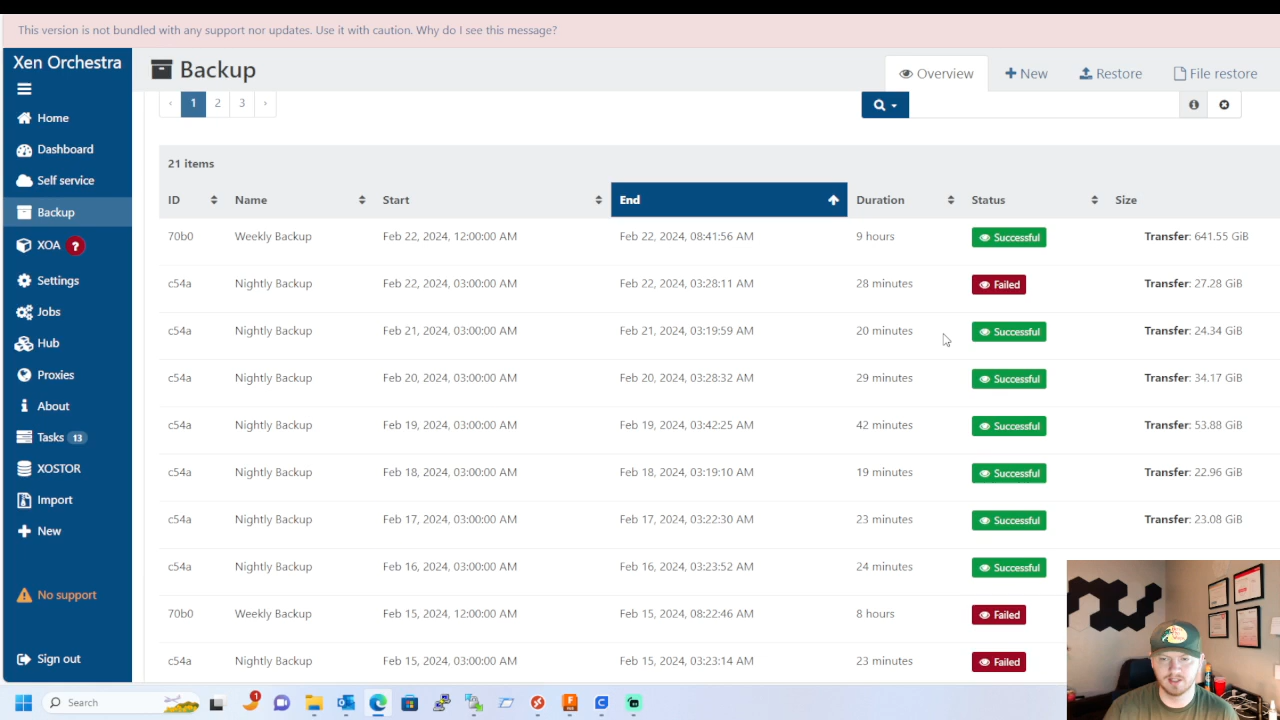 This version is not bundled with any support nor updates. Use it with caution. Why do I see this message?
Xen Orchestra
Backup
Overview
New
Restore
File restore
Home
Dashboard
Self service
Backup
XOA ?
Settings
Jobs
Hub
Proxies
About
Tasks 13
XOSTOR
Import
New
No support
Sign out
‹ 1 2 3 ›
21 items
ID Name Start End Duration Status Size
70b0 Weekly Backup Feb 22, 2024, 12:00:00 AM Feb 22, 2024, 08:41:56 AM 9 hours Successful Transfer: 641.55 GiB
c54a Nightly Backup Feb 22, 2024, 03:00:00 AM Feb 22, 2024, 03:28:11 AM 28 minutes Failed Transfer: 27.28 GiB
c54a Nightly Backup Feb 21, 2024, 03:00:00 AM Feb 21, 2024, 03:19:59 AM 20 minutes Successful Transfer: 24.34 GiB
c54a Nightly Backup Feb 20, 2024, 03:00:00 AM Feb 20, 2024, 03:28:32 AM 29 minutes Successful Transfer: 34.17 GiB
c54a Nightly Backup Feb 19, 2024, 03:00:00 AM Feb 19, 2024, 03:42:25 AM 42 minutes Successful Transfer: 53.88 GiB
c54a Nightly Backup Feb 18, 2024, 03:00:00 AM Feb 18, 2024, 03:19:10 AM 19 minutes Successful Transfer: 22.96 GiB
c54a Nightly Backup Feb 17, 2024, 03:00:00 AM Feb 17, 2024, 03:22:30 AM 23 minutes Successful Transfer: 23.08 GiB
c54a Nightly Backup Feb 16, 2024, 03:00:00 AM Feb 16, 2024, 03:23:52 AM 24 minutes Successful
70b0 Weekly Backup Feb 15, 2024, 12:00:00 AM Feb 15, 2024, 08:22:46 AM 8 hours Failed
c54a Nightly Backup Feb 15, 2024, 03:00:00 AM Feb 15, 2024, 03:23:14 AM 23 minutes Failed
Search
1